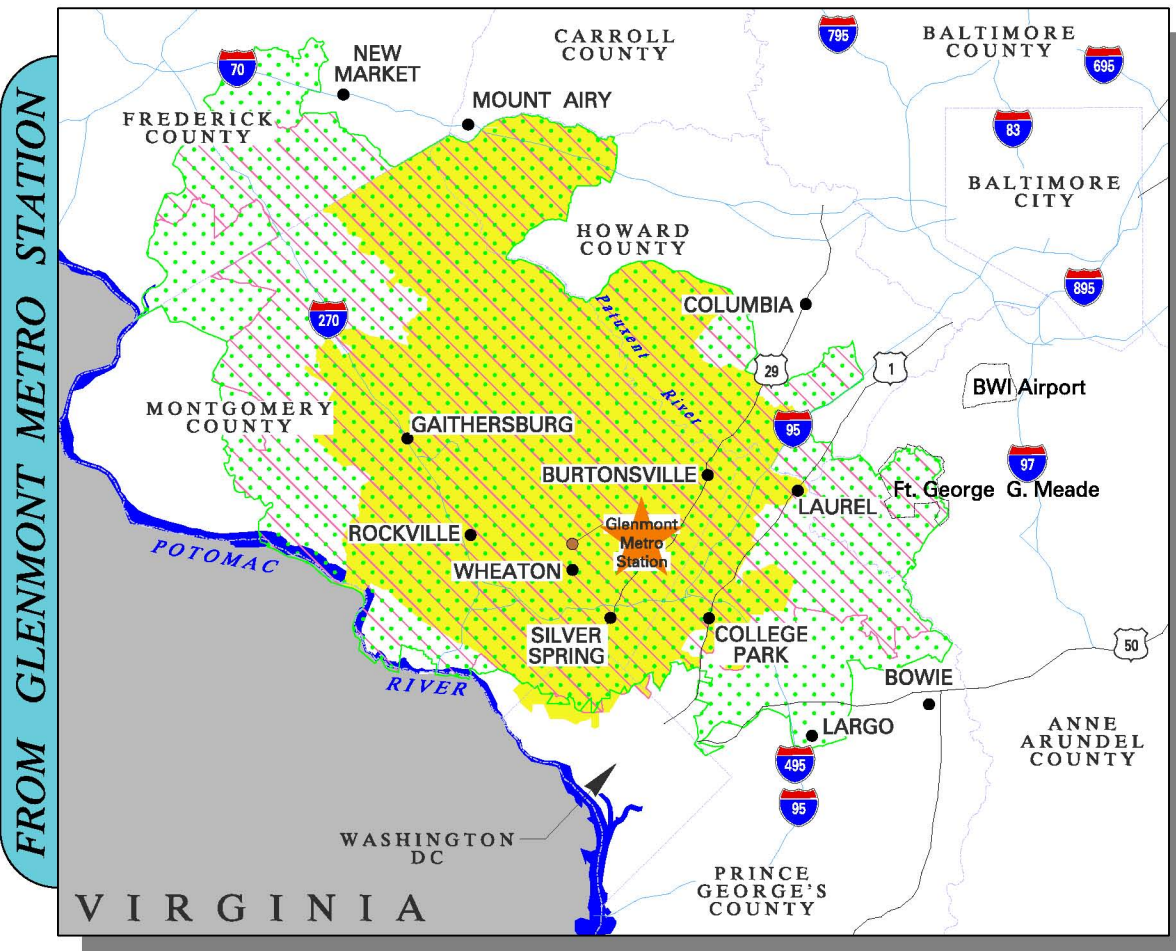 FROM GLENMONT METRO STATION
CARROLL
COUNTY
795
BALTIMORE
COUNTY
695
70
NEW
MARKET
MOUNT AIRY
FREDERICK
COUNTY
83
BALTIMORE
CITY
HOWARD
COUNTY
895
COLUMBIA
Patuxent
River
270
29
1
BWI Airport
MONTGOMERY
COUNTY
GAITHERSBURG
95
97
BURTONSVILLE
Ft. George G. Meade
LAUREL
Glenmont
Metro
Station
ROCKVILLE
WHEATON
POTOMAC
RIVER
SILVER
SPRING
COLLEGE
PARK
50
BOWIE
LARGO
ANNE
ARUNDEL
COUNTY
495
95
WASHINGTON
DC
PRINCE
GEORGE'S
COUNTY
VIRGINIA